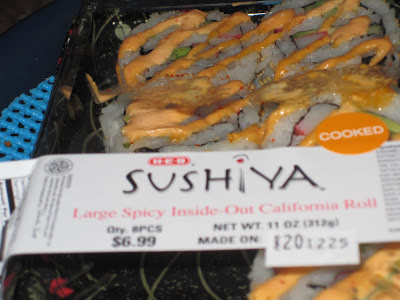 COOKED
H-E-B
SUSHIYA
Large Spicy Inside-Out California Roll
Qty. 8PCS NET WT. 11 OZ (312g)
$6.99 MADE ON: 1225